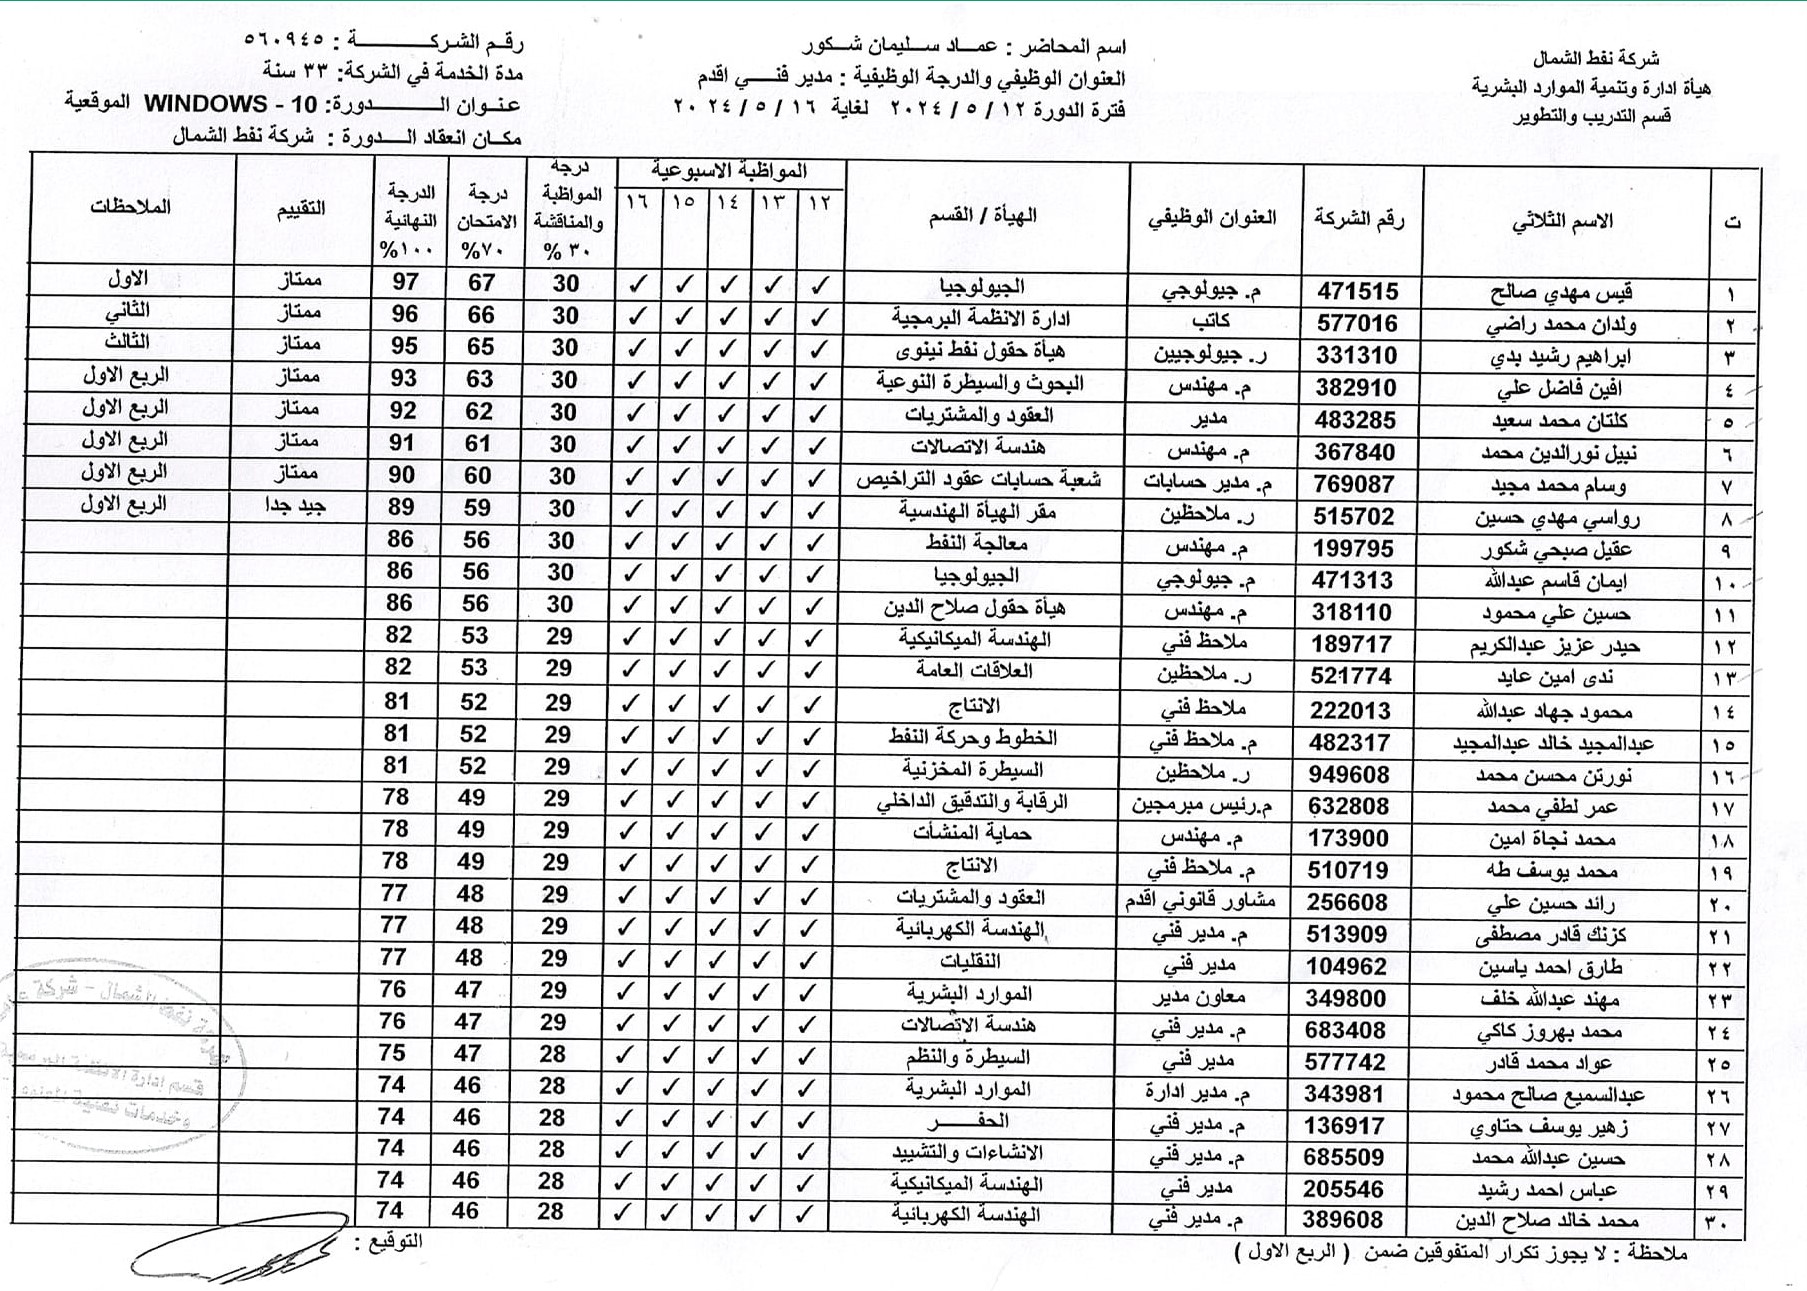 شركة نفط الشمال
هيأة ادارة وتنمية الموارد البشرية
قسم التدريب والتطوير
اسم المحاضر : عماد سليمان شكور
العنوان الوظيفي والدرجة الوظيفية : مدير فني اقدم
فترة الدورة ١٢ / ٥ / ٢٠٢٤ لغاية ١٦ / ٥ / ٢٠٢٤
رقم الشركة : ٥٦٠٩٤٥
مدة الخدمة في الشركة: ٣٣ سنة
عنوان الدورة: WINDOWS - 10 الموقعية
مكان انعقاد الدورة : شركة نفط الشمال
ت الاسم الثلاثي رقم الشركة العنوان الوظيفي الهيأة / القسم المواظبة الاسبوعية ١٢ ١٣ ١٤ ١٥ ١٦ درجة المواظبة والمناقشة ٣٠ % درجة الامتحان ٧٠% الدرجة النهائية ١٠٠% التقييم الملاحظات
١ قيس مهدي صالح 471515 م. جيولوجي الجيولوجيا ✓ ✓ ✓ ✓ ✓ 30 67 97 ممتاز الاول
٢ ولدان محمد راضي 577016 كاتب ادارة الانظمة البرمجية ✓ ✓ ✓ ✓ ✓ 30 66 96 ممتاز الثاني
٣ ابراهيم رشيد بدي 331310 ر. جيولوجيين هيأة حقول نفط نينوى ✓ ✓ ✓ ✓ ✓ 30 65 95 ممتاز الثالث
٤ افين فاضل علي 382910 م. مهندس البحوث والسيطرة النوعية ✓ ✓ ✓ ✓ ✓ 30 63 93 ممتاز الربع الاول
٥ كلتان محمد سعيد 483285 مدير العقود والمشتريات ✓ ✓ ✓ ✓ ✓ 30 62 92 ممتاز الربع الاول
٦ نبيل نورالدين محمد 367840 م. مهندس هندسة الاتصالات ✓ ✓ ✓ ✓ ✓ 30 61 91 ممتاز الربع الاول
٧ وسام محمد مجيد 769087 م. مدير حسابات شعبة حسابات عقود التراخيص ✓ ✓ ✓ ✓ ✓ 30 60 90 ممتاز الربع الاول
٨ رواسي مهدي حسين 515702 ر. ملاحظين مقر الهيأة الهندسية ✓ ✓ ✓ ✓ ✓ 30 59 89 جيد جدا الربع الاول
٩ عقيل صبحي شكور 199795 م. مهندس معالجة النفط ✓ ✓ ✓ ✓ ✓ 30 56 86
١٠ ايمان قاسم عبدالله 471313 م. جيولوجي الجيولوجيا ✓ ✓ ✓ ✓ ✓ 30 56 86
١١ حسين علي محمود 318110 م. مهندس هيأة حقول صلاح الدين ✓ ✓ ✓ ✓ ✓ 30 56 86
١٢ حيدر عزيز عبدالكريم 189717 ملاحظ فني الهندسة الميكانيكية ✓ ✓ ✓ ✓ ✓ 29 53 82
١٣ ندى امين عايد 521774 ر. ملاحظين العلاقات العامة ✓ ✓ ✓ ✓ ✓ 29 53 82
١٤ محمود جهاد عبدالله 222013 ملاحظ فني الانتاج ✓ ✓ ✓ ✓ ✓ 29 52 81
١٥ عبدالمجيد خالد عبدالمجيد 482317 م. ملاحظ فني الخطوط وحركة النفط ✓ ✓ ✓ ✓ ✓ 29 52 81
١٦ نورتن محسن محمد 949608 ر. ملاحظين السيطرة المخزنية ✓ ✓ ✓ ✓ ✓ 29 52 81
١٧ عمر لطفي محمد 632808 م.رئيس مبرمجين الرقابة والتدقيق الداخلي ✓ ✓ ✓ ✓ ✓ 29 49 78
١٨ محمد نجاة امين 173900 م. مهندس حماية المنشأت ✓ ✓ ✓ ✓ ✓ 29 49 78
١٩ محمد يوسف طه 510719 م. ملاحظ فني الانتاج ✓ ✓ ✓ ✓ ✓ 29 49 78
٢٠ رائد حسين علي 256608 مشاور قانوني اقدم العقود والمشتريات ✓ ✓ ✓ ✓ ✓ 29 48 77
٢١ كزنك قادر مصطفى 513909 م. مدير فني الهندسة الكهربائية ✓ ✓ ✓ ✓ ✓ 29 48 77
٢٢ طارق احمد ياسين 104962 مدير فني النقليات ✓ ✓ ✓ ✓ ✓ 29 48 77
٢٣ مهند عبدالله خلف 349800 معاون مدير الموارد البشرية ✓ ✓ ✓ ✓ ✓ 29 47 76
٢٤ محمد بهروز كاكي 683408 م. مدير فني هندسة الاتصالات ✓ ✓ ✓ ✓ ✓ 29 47 76
٢٥ عواد محمد قادر 577742 مدير فني السيطرة والنظم ✓ ✓ ✓ ✓ ✓ 28 47 75
٢٦ عبدالسميع صالح محمود 343981 م. مدير ادارة الموارد البشرية ✓ ✓ ✓ ✓ ✓ 28 46 74
٢٧ زهير يوسف حتاوي 136917 م. مدير فني الحفر ✓ ✓ ✓ ✓ ✓ 28 46 74
٢٨ حسين عبدالله محمد 685509 م. مدير فني الانشاءات والتشييد ✓ ✓ ✓ ✓ ✓ 28 46 74
٢٩ عباس احمد رشيد 205546 مدير فني الهندسة الميكانيكية ✓ ✓ ✓ ✓ ✓ 28 46 74
٣٠ محمد خالد صلاح الدين 389608 م. مدير فني الهندسة الكهربائية ✓ ✓ ✓ ✓ ✓ 28 46 74
ملاحظة : لا يجوز تكرار المتفوقين ضمن ( الربع الاول )
التوقيع :